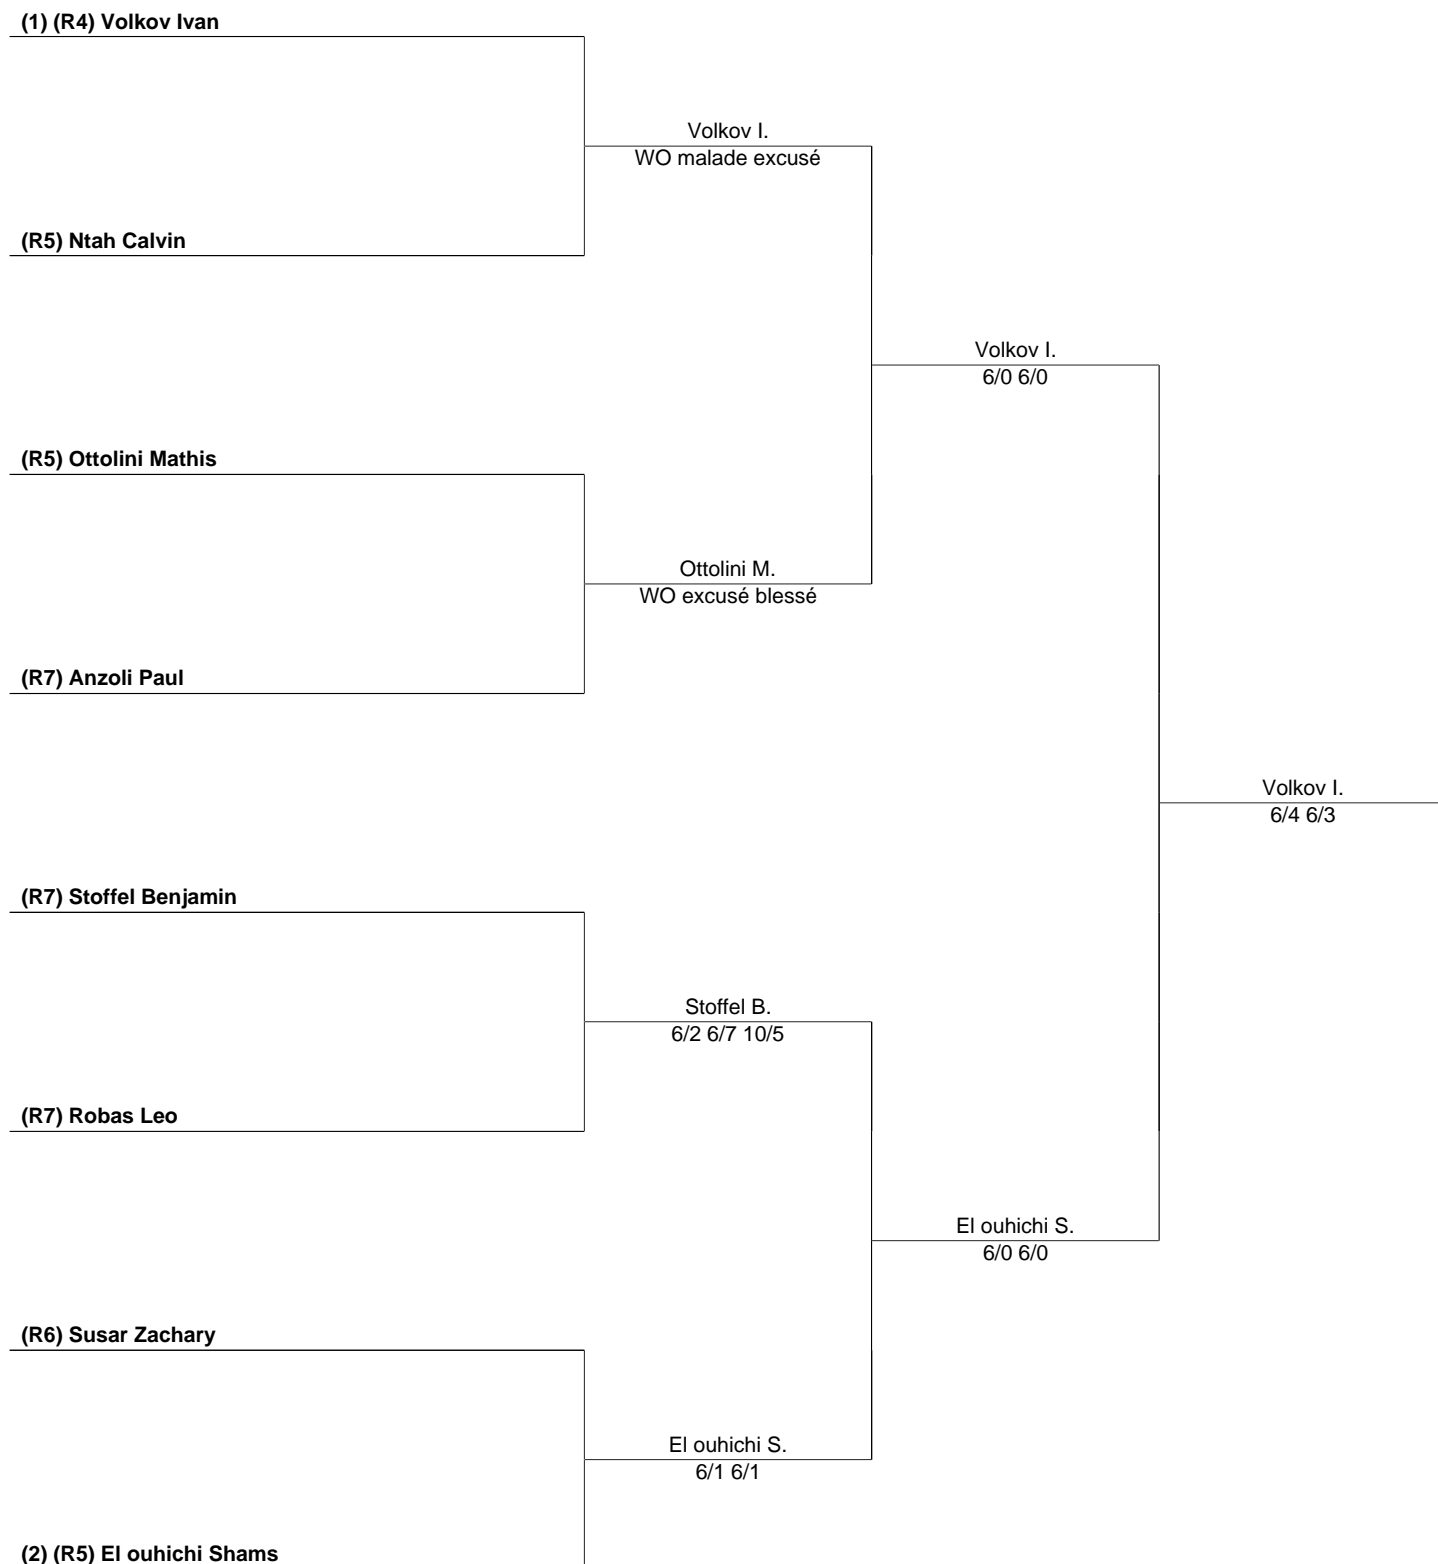 (1) (R4) Volkov Ivan
Volkov I.
WO malade excusé
(R5) Ntah Calvin
Volkov I.
6/0 6/0
(R5) Ottolini Mathis
Ottolini M.
WO excusé blessé
(R7) Anzoli Paul
Volkov I.
6/4 6/3
(R7) Stoffel Benjamin
Stoffel B.
6/2 6/7 10/5
(R7) Robas Leo
El ouhichi S.
6/0 6/0
(R6) Susar Zachary
El ouhichi S.
6/1 6/1
(2) (R5) El ouhichi Shams